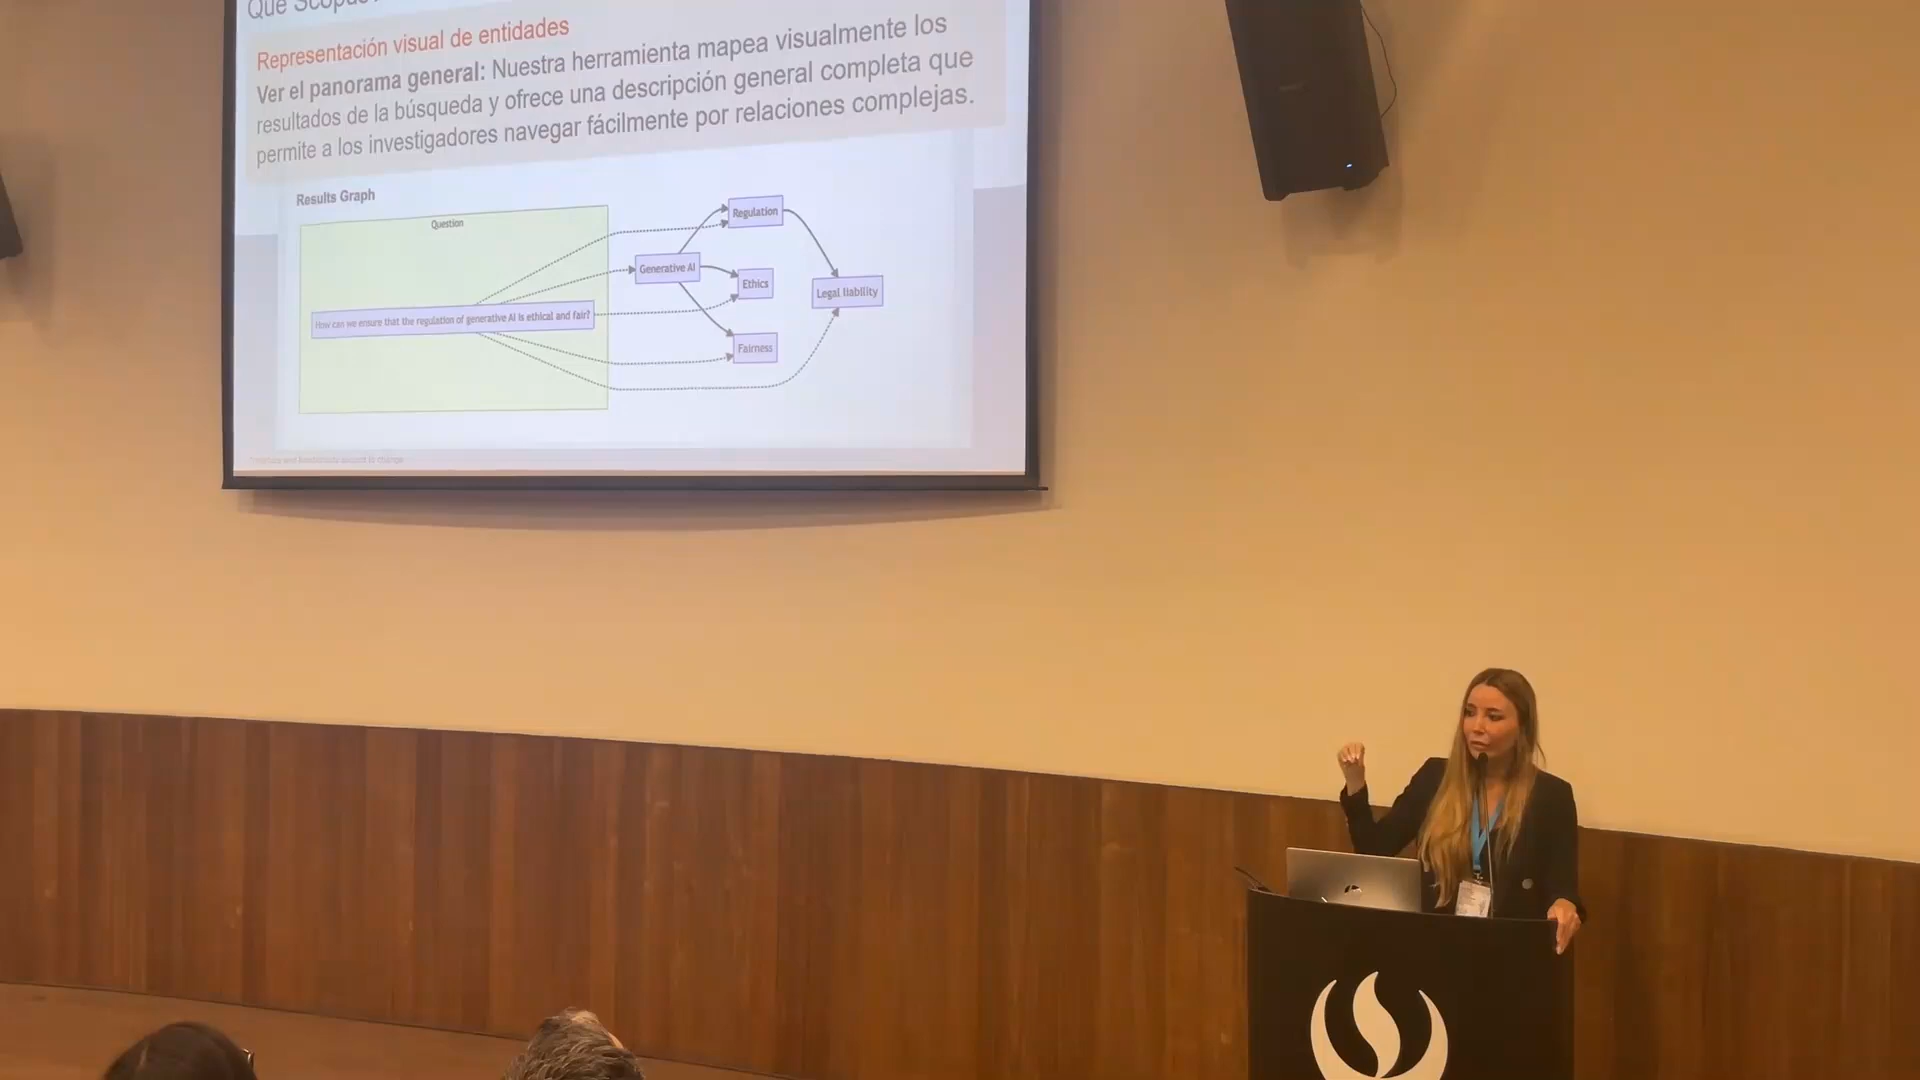 Que Scopus
Representación visual de entidades
Ver el panorama general: Nuestra herramienta mapea visualmente los
resultados de la búsqueda y ofrece una descripción general completa que
permite a los investigadores navegar fácilmente por relaciones complejas.
Results Graph
Question
How can we ensure that the regulation of generative AI is ethical and fair?
Generative AI
Regulation
Ethics
Fairness
Legal liability